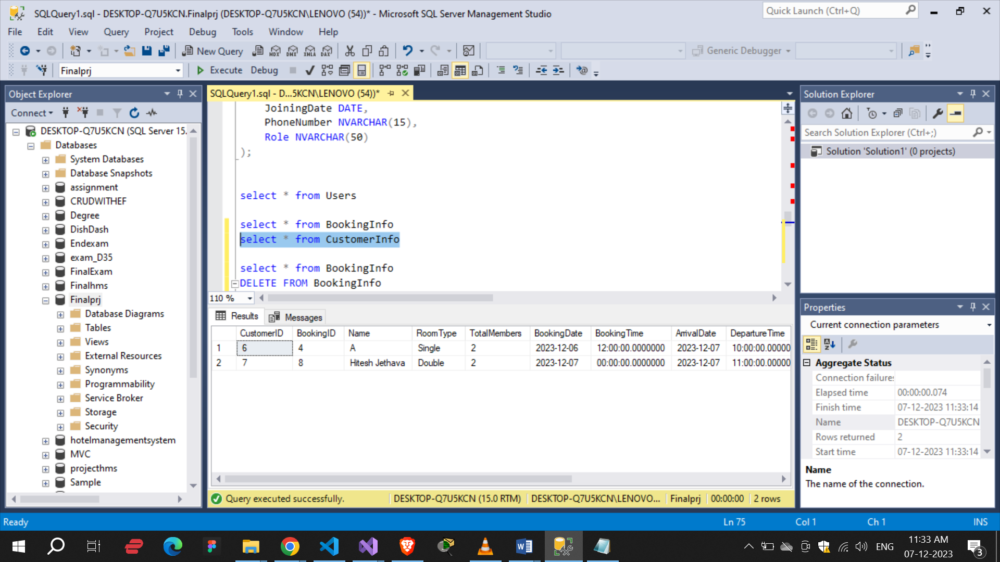 SQLQuery1.sql - DESKTOP-Q7U5KCN.Finalprj (DESKTOP-Q7U5KCN\LENOVO (54))* - Microsoft SQL Server Management Studio
Quick Launch (Ctrl+Q)
File Edit View Query Project Debug Tools Window Help
New Query MDX DMX XMLA DAX Generic Debugger
Finalprj Execute Debug
Object Explorer
Connect
DESKTOP-Q7U5KCN (SQL Server 15.
Databases
System Databases
Database Snapshots
assignment
CRUDWITHEF
Degree
DishDash
Endexam
exam_D35
FinalExam
Finalhms
Finalprj
Database Diagrams
Tables
Views
External Resources
Synonyms
Programmability
Service Broker
Storage
Security
hotelmanagementsystem
MVC
projecthms
Sample
SQLQuery1.sql - D...5KCN\LENOVO (54))*
JoiningDate DATE,
PhoneNumber NVARCHAR(15),
Role NVARCHAR(50)
);
select * from Users
select * from BookingInfo
select * from CustomerInfo
select * from BookingInfo
DELETE FROM BookingInfo
110 %
Results Messages
CustomerID BookingID Name RoomType TotalMembers BookingDate BookingTime ArrivalDate DepartureTime
1 6 4 A Single 2 2023-12-06 12:00:00.0000000 2023-12-07 10:00:00.00000
2 7 8 Hitesh Jethava Double 2 2023-12-07 00:00:00.0000000 2023-12-07 11:00:00.00000
Query executed successfully. DESKTOP-Q7U5KCN (15.0 RTM) DESKTOP-Q7U5KCN\LENOVO... Finalprj 00:00:00 2 rows
Solution Explorer
Search Solution Explorer (Ctrl+;)
Solution 'Solution1' (0 projects)
Properties
Current connection parameters
Aggregate Status
Connection failures
Elapsed time 00:00:00.074
Finish time 07-12-2023 11:33:14
Name DESKTOP-Q7U5KCN
Rows returned 2
Start time 07-12-2023 11:33:14
Name
The name of the connection.
Ready Ln 75 Col 1 Ch 1 INS
ENG 11:33 AM
07-12-2023 3